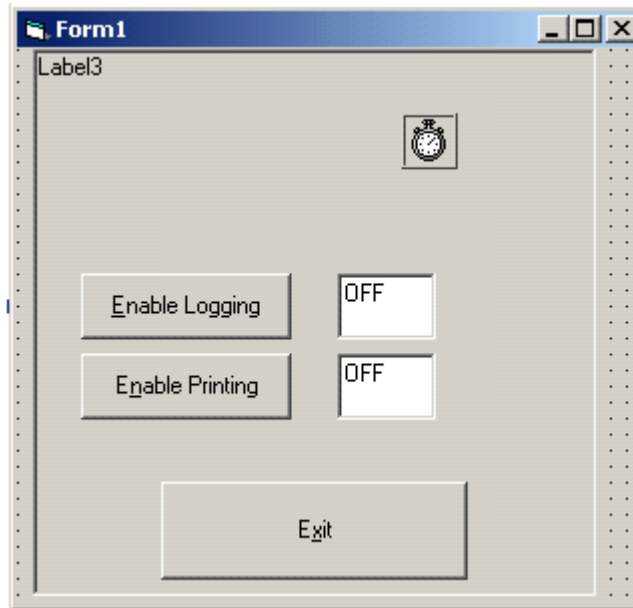 Form1
Label3
Enable Logging
OFF
Enable Printing
OFF
Exit